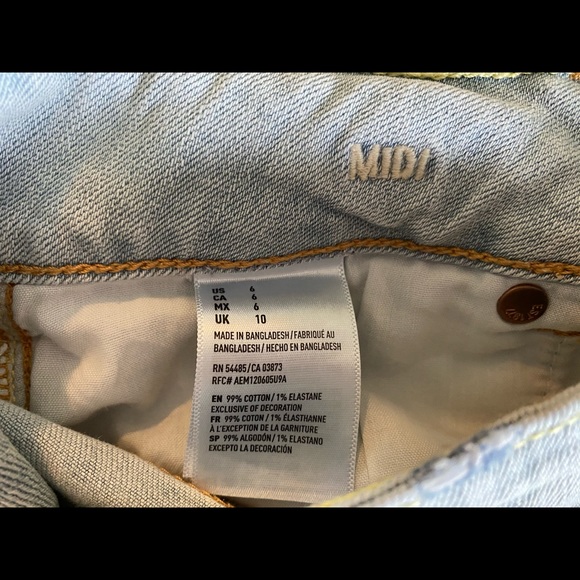 MIDI
US 6
CA 6
MX 6
UK 10
MADE IN BANGLADESH/FABRIQUÉ AU
BANGLADESH/HECHO EN BANGLADESH
RN 54485/CA 03873
RFC# AEM120605U9A
EN 99% COTTON/1% ELASTANE
EXCLUSIVE OF DECORATION
FR 99% COTON/1% ÉLASTHANNE
À L'EXCEPTION DE LA GARNITURE
SP 99% ALGODÓN/1% ELASTANO
EXCEPTO LA DECORACIÓN